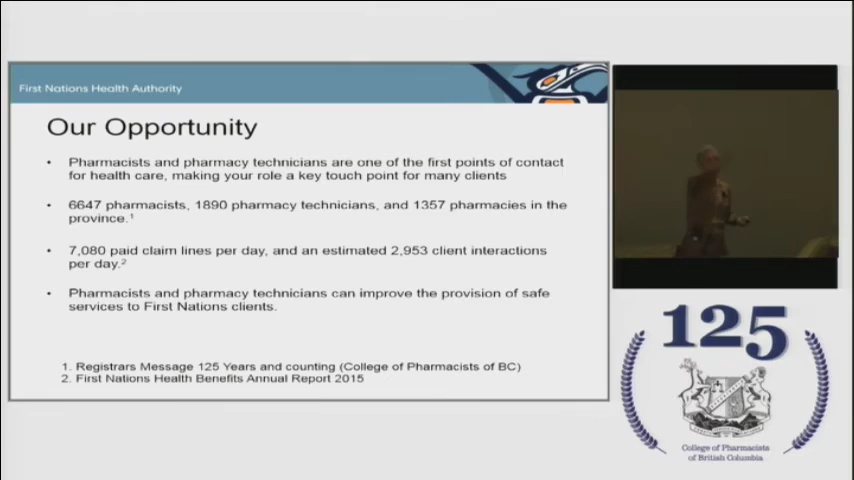 First Nations Health Authority
Our Opportunity
• Pharmacists and pharmacy technicians are one of the first points of contact
for health care, making your role a key touch point for many clients
• 6647 pharmacists, 1890 pharmacy technicians, and 1357 pharmacies in the
province.1
• 7,080 paid claim lines per day, and an estimated 2,953 client interactions
per day.2
• Pharmacists and pharmacy technicians can improve the provision of safe
services to First Nations clients.
1. Registrars Message 125 Years and counting (College of Pharmacists of BC)
2. First Nations Health Benefits Annual Report 2015
125
College of Pharmacists
of British Columbia